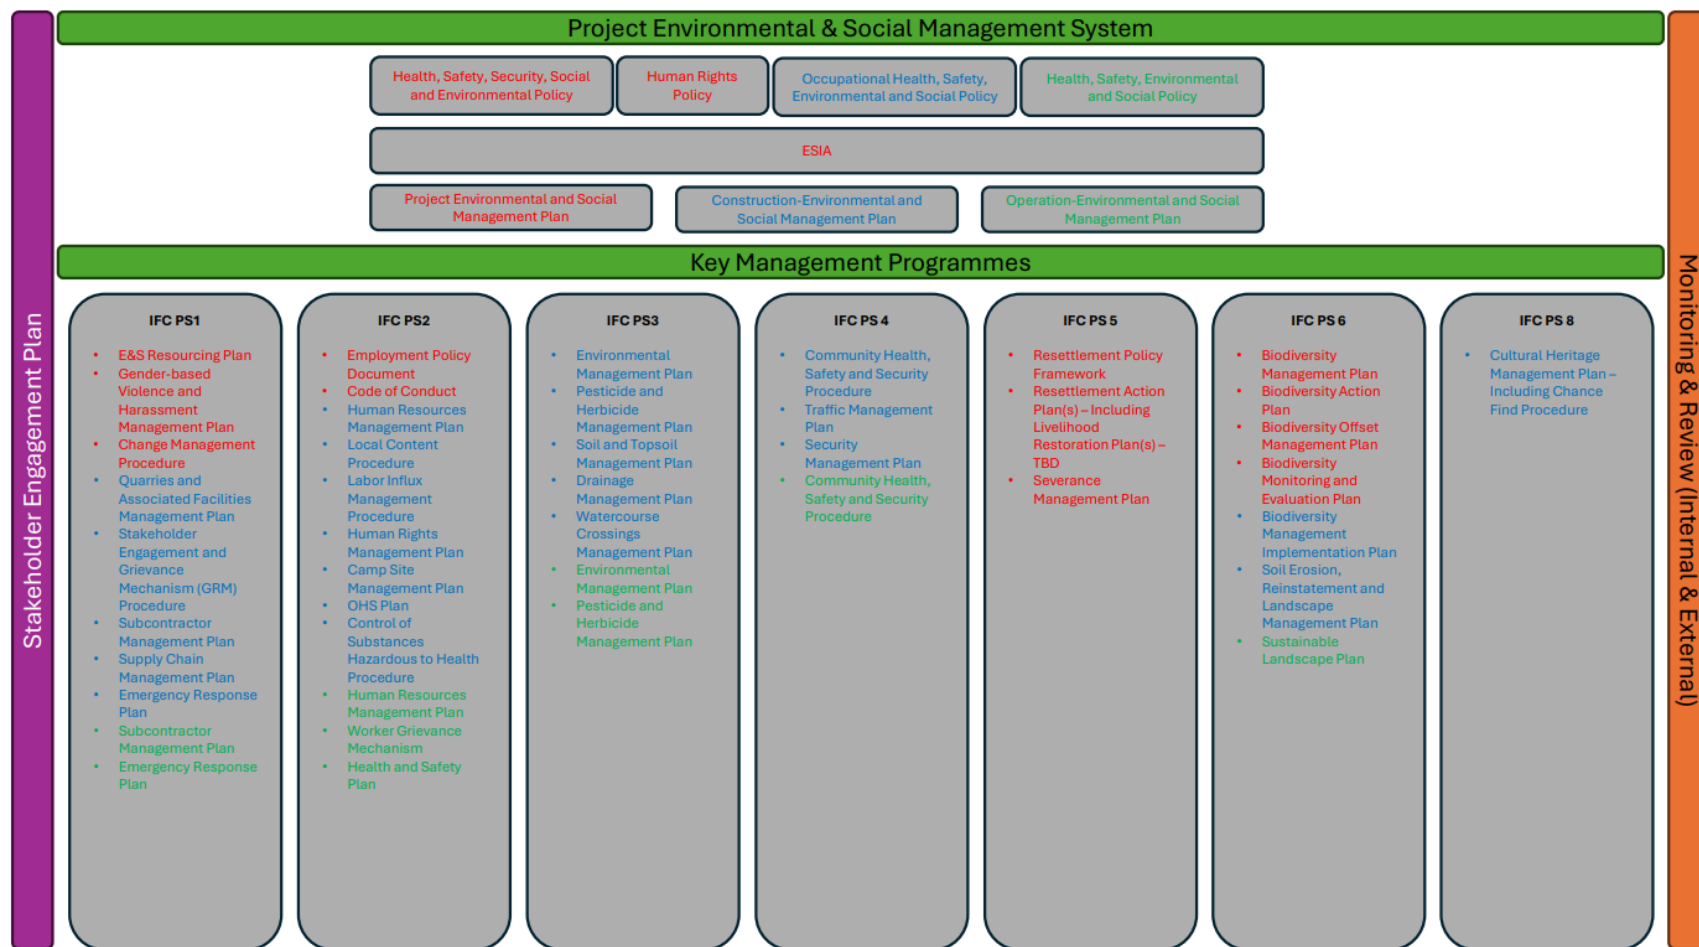 Project Environmental & Social Management System
Health, Safety, Security, Social
and Environmental Policy
Human Rights
Policy
Occupational Health, Safety,
Environmental and Social Policy
Health, Safety, Environmental
and Social Policy
ESIA
Project Environmental and Social
Management Plan
Construction-Environmental and
Social Management Plan
Operation-Environmental and Social
Management Plan
Key Management Programmes
Stakeholder Engagement Plan
IFC PS1
• E&S Resourcing Plan
• Gender-based
Violence and
Harassment
Management Plan
• Change Management
Procedure
• Quarries and
Associated Facilities
Management Plan
• Stakeholder
Engagement and
Grievance
Mechanism (GRM)
Procedure
• Subcontractor
Management Plan
• Supply Chain
Management Plan
• Emergency Response
Plan
• Subcontractor
Management Plan
• Emergency Response
Plan
IFC PS2
• Employment Policy
Document
• Code of Conduct
• Human Resources
Management Plan
• Local Content
Procedure
• Labor Influx
Management
Procedure
• Human Rights
Management Plan
• Camp Site
Management Plan
• OHS Plan
• Control of
Substances
Hazardous to Health
Procedure
• Human Resources
Management Plan
• Worker Grievance
Mechanism
• Health and Safety
Plan
IFC PS3
• Environmental
Management Plan
• Pesticide and
Herbicide
Management Plan
• Soil and Topsoil
Management Plan
• Drainage
Management Plan
• Watercourse
Crossings
Management Plan
• Environmental
Management Plan
• Pesticide and
Herbicide
Management Plan
IFC PS 4
• Community Health,
Safety and Security
Procedure
• Traffic Management
Plan
• Security
Management Plan
• Community Health,
Safety and Security
Procedure
IFC PS 5
• Resettlement Policy
Framework
• Resettlement Action
Plan(s) – Including
Livelihood
Restoration Plan(s) –
TBD
• Severance
Management Plan
IFC PS 6
• Biodiversity
Management Plan
• Biodiversity Action
Plan
• Biodiversity Offset
Management Plan
• Biodiversity
Monitoring and
Evaluation Plan
• Biodiversity
Management
Implementation Plan
• Soil Erosion,
Reinstatement and
Landscape
Management Plan
• Sustainable
Landscape Plan
IFC PS 8
• Cultural Heritage
Management Plan –
Including Chance
Find Procedure
Monitoring & Review (Internal & External)